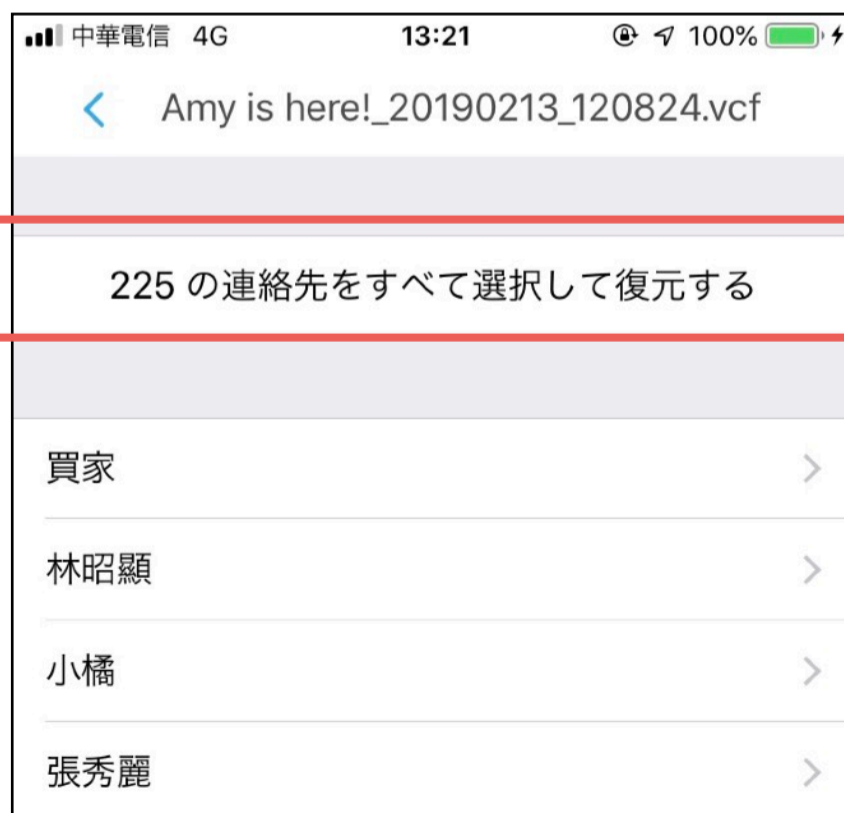 中華電信 4G 13:21 100%
Amy is here!_20190213_120824.vcf
225 の連絡先をすべて選択して復元する
買家
林昭顯
小橘
張秀麗